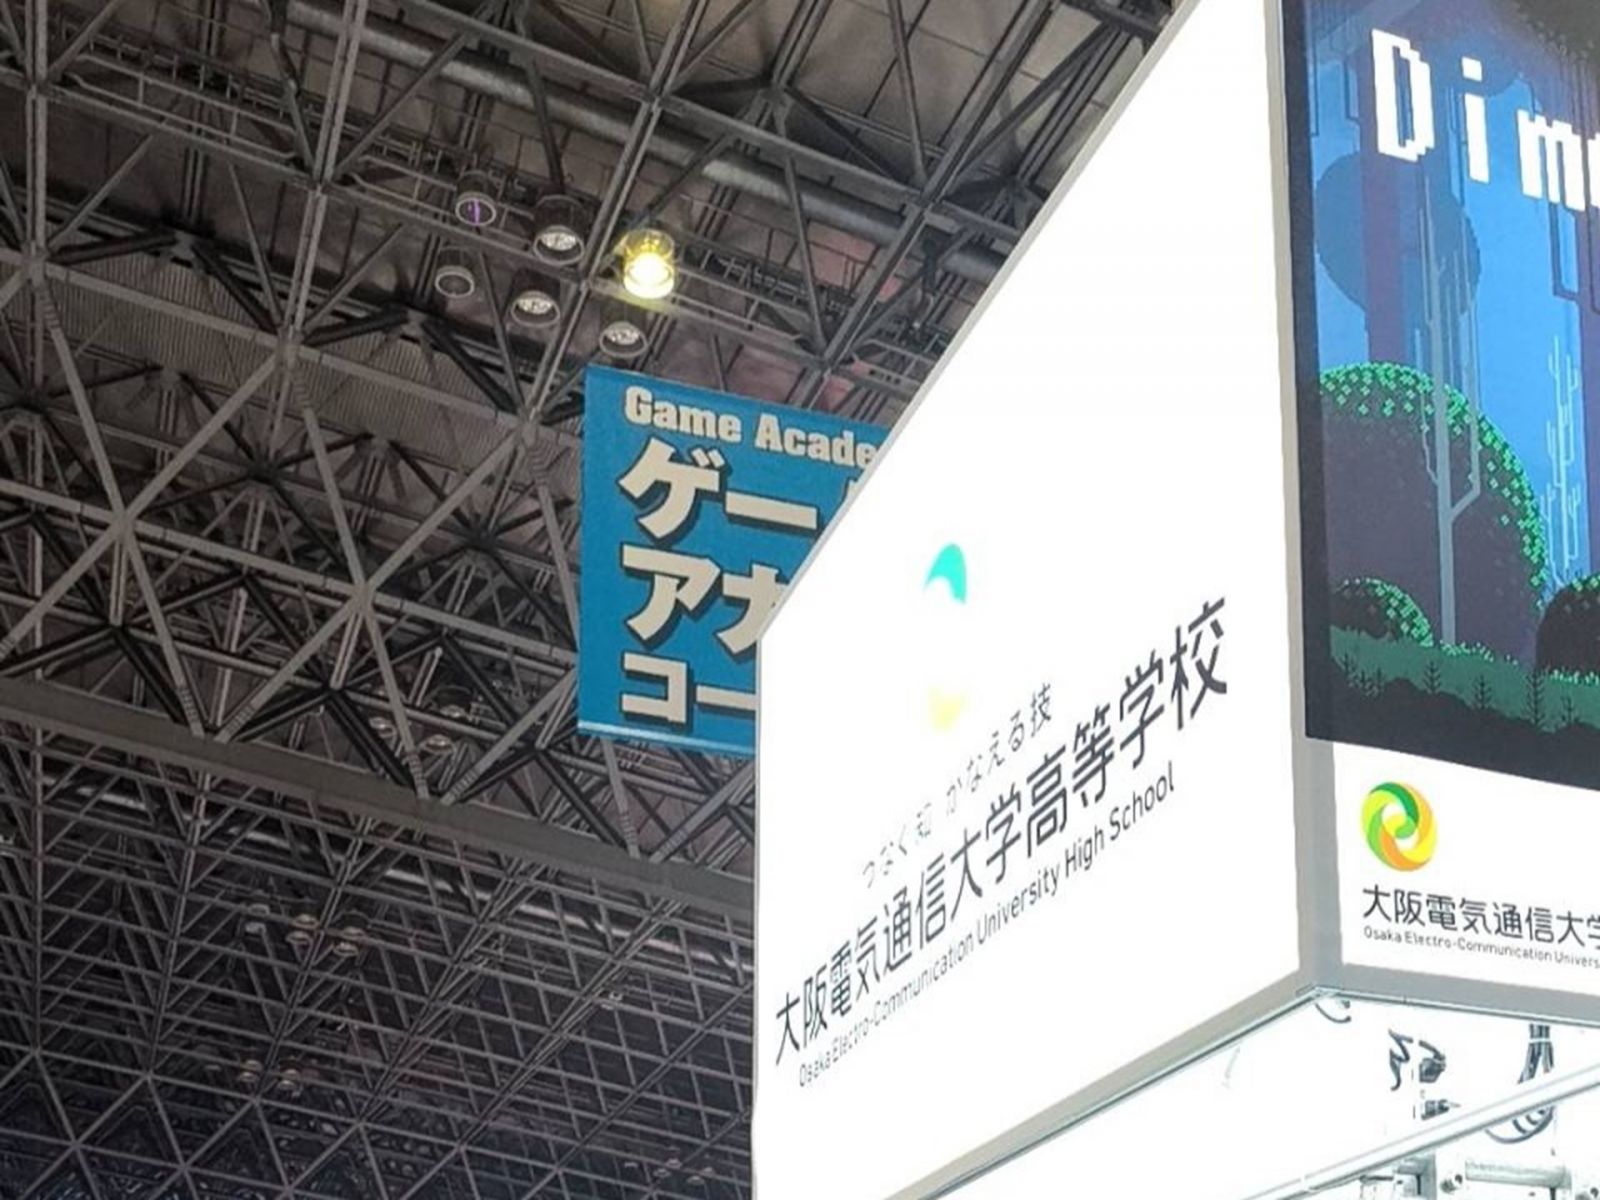 Game Acade
ゲー
アカ
コー
つなく知 かなえる技
大阪電気通信大学高等学校
Osaka Electro-Communication University High School
Dim
大阪電気通信大学
Osaka Electro-Communication Univers